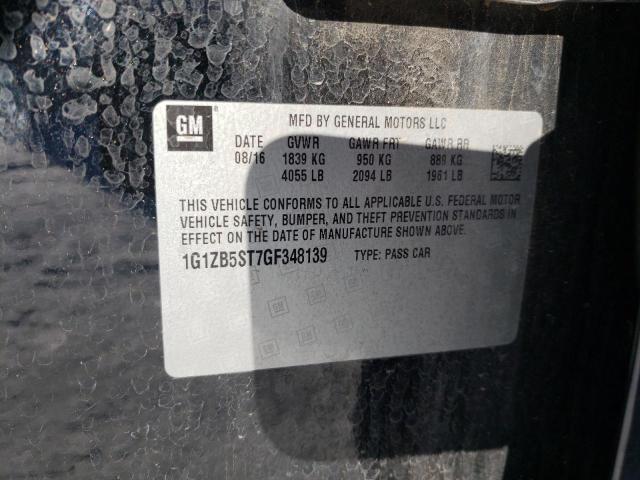 GM
MFD BY GENERAL MOTORS LLC
DATE GVWR GAWR FRT GAWR RR
08/16 1839 KG 950 KG 889 KG
4055 LB 2094 LB 1961 LB
THIS VEHICLE CONFORMS TO ALL APPLICABLE U.S. FEDERAL MOTOR
VEHICLE SAFETY, BUMPER, AND THEFT PREVENTION STANDARDS IN
EFFECT ON THE DATE OF MANUFACTURE SHOWN ABOVE.
1G1ZB5ST7GF348139 TYPE: PASS CAR